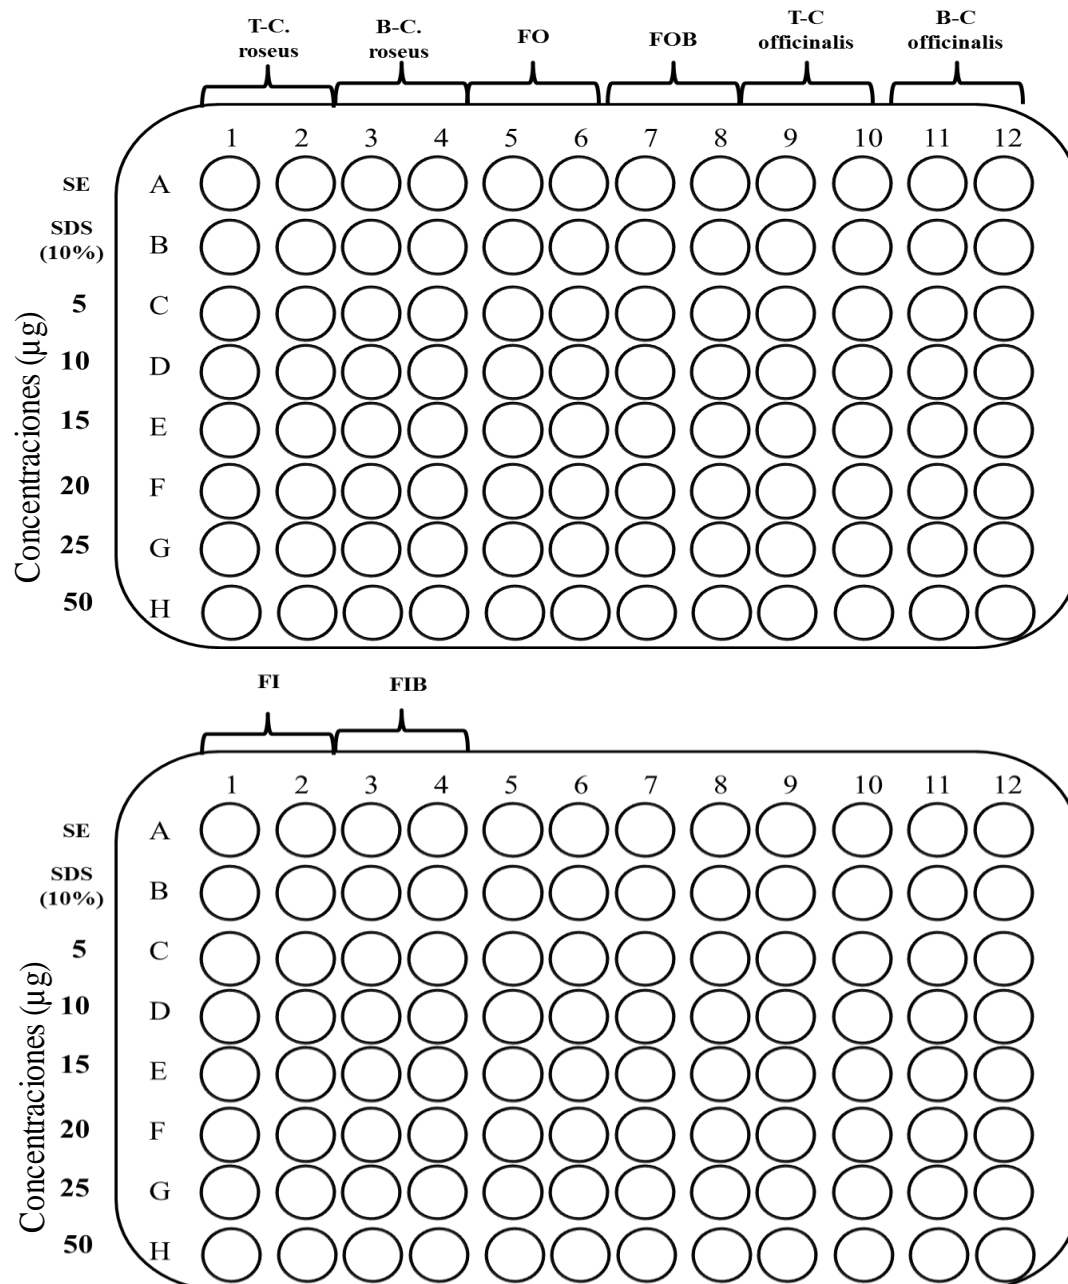 T-C.
roseus
B-C.
roseus
FO
FOB
T-C
officinalis
B-C
officinalis
1 2 3 4 5 6 7 8 9 10 11 12
SE A
SDS
(10%) B
5 C
10 D
15 E
20 F
25 G
50 H
Concentraciones (µg)
FI
FIB
1 2 3 4 5 6 7 8 9 10 11 12
SE A
SDS
(10%) B
5 C
10 D
15 E
20 F
25 G
50 H
Concentraciones (µg)